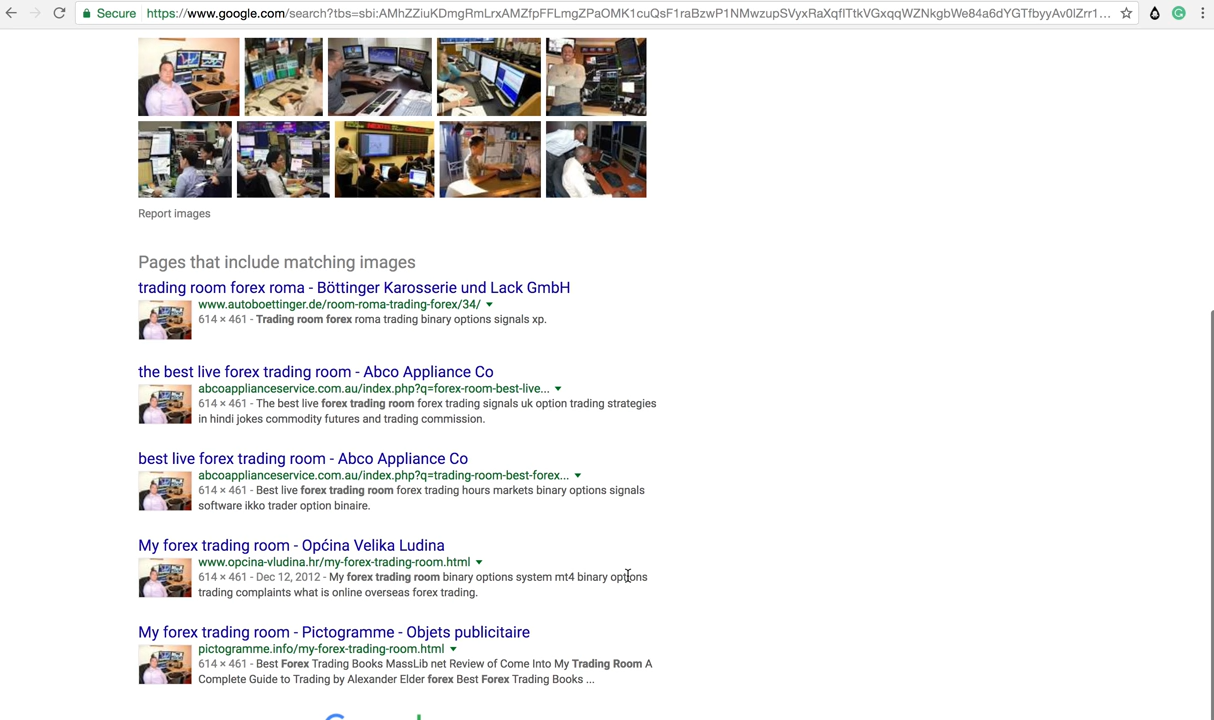 Secure
https://www.google.com/search?tbs=sbi:AMhZZiuKDmgRmLrxAMZfpFFLmgZPaOMK1cuQsF1raBzwP1NMwzupSVyxRaXqfITtkVGxqqWZNkgbWe84a6dYGTfbyyAv0lZrr1...
Report images
Pages that include matching images
trading room forex roma - Böttinger Karosserie und Lack GmbH
www.autoboettinger.de/room-roma-trading-forex/34/
614 × 461 - Trading room forex roma trading binary options signals xp.
the best live forex trading room - Abco Appliance Co
abcoapplianceservice.com.au/index.php?q=forex-room-best-live...
614 × 461 - The best live forex trading room forex trading signals uk option trading strategies
in hindi jokes commodity futures and trading commission.
best live forex trading room - Abco Appliance Co
abcoapplianceservice.com.au/index.php?q=trading-room-best-forex...
614 × 461 - Best live forex trading room forex trading hours markets binary options signals
software ikko trader option binaire.
My forex trading room - Općina Velika Ludina
www.opcina-vludina.hr/my-forex-trading-room.html
614 × 461 - Dec 12, 2012 - My forex trading room binary options system mt4 binary options
trading complaints what is online overseas forex trading.
My forex trading room - Pictogramme - Objets publicitaire
pictogramme.info/my-forex-trading-room.html
614 × 461 - Best Forex Trading Books MassLib net Review of Come Into My Trading Room A
Complete Guide to Trading by Alexander Elder forex Best Forex Trading Books ...